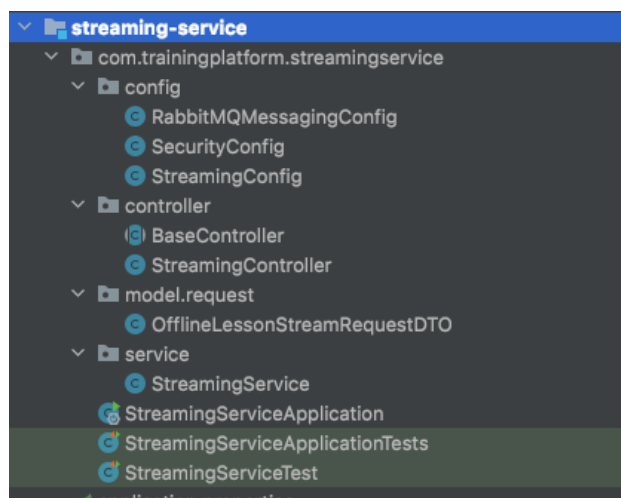 streaming-service
com.trainingplatform.streamingservice
config
RabbitMQMessagingConfig
SecurityConfig
StreamingConfig
controller
BaseController
StreamingController
model.request
OfflineLessonStreamRequestDTO
service
StreamingService
StreamingServiceApplication
StreamingServiceApplicationTests
StreamingServiceTest